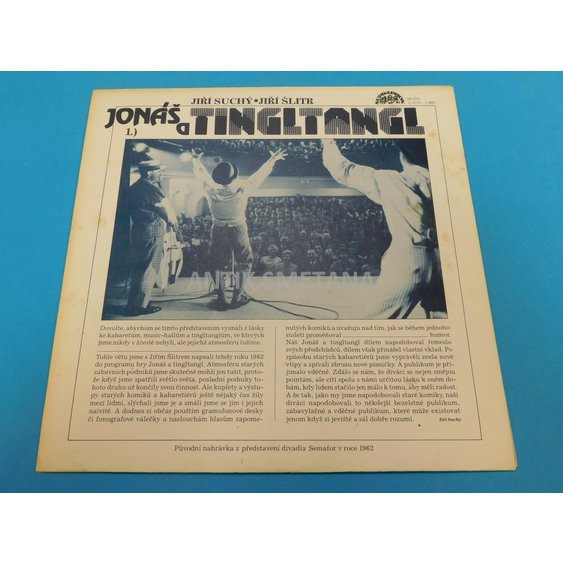 JIŘÍ SUCHÝ • JIŘÍ ŠLITR
SUPRAPHON
JONÁŠ a TINGLTANGL
1.)
ANTIK SMETANA
Dovolte, abychom se tímto představením vyznali z lásky
ke kabaretům, music-hallům a tingltanglům, ve kterých
jsme nikdy v životě nebyli, ale jejichž atmosféru tušíme.
Tuhle větu jsme s Jiřím Šlitrem napsali tehdy roku 1962
do programu hry Jonáš a tingltangl. Atmosféru starých
zábavních podniků jsme skutečně mohli jen tušit, proto-
že když jsme spatřili světlo světa, poslední podniky to-
hoto druhu už končily svou činnost. Ale kuplety a výstu-
py starých komiků a kabaretiérů ještě nějaký čas žily
mezi lidmi, slýchali jsme je a smáli jsme se jim i jejich
naivitě. A dodnes si občas pouštím gramofonové desky
či fonografové válečky a naslouchám hlasům zapome-
nutých komiků a uvažuju nad tím, jak se během jednoho
století proměňoval humor.
Náš Jonáš a tingltangl dílem napodoboval řemeslo
svých předchůdců, dílem však přinášel vlastní vklad. Po
způsobu starých kabaretiérů jsme vyprávěli zcela nové
vtipy a zpívali zbrusu nové písničky. A publikum je při-
jímalo vděčně. Zdálo se nám, že diváci se nejen smějou
pointám, ale cítí spolu s námi určitou lásku k oněm do-
bám, kdy lidem stačilo jen málo k tomu, aby měli radost.
A že tak, jako my jsme napodobovali staré komiky, naši
diváci napodobovali to někdejší bezelstné publikum,
zábavylačné a vděčné publikum, které může existovat
jenom když si jeviště a sál dobře rozumí.
Jiří Suchý
Původní nahrávka z představení divadla Semafor v roce 1962